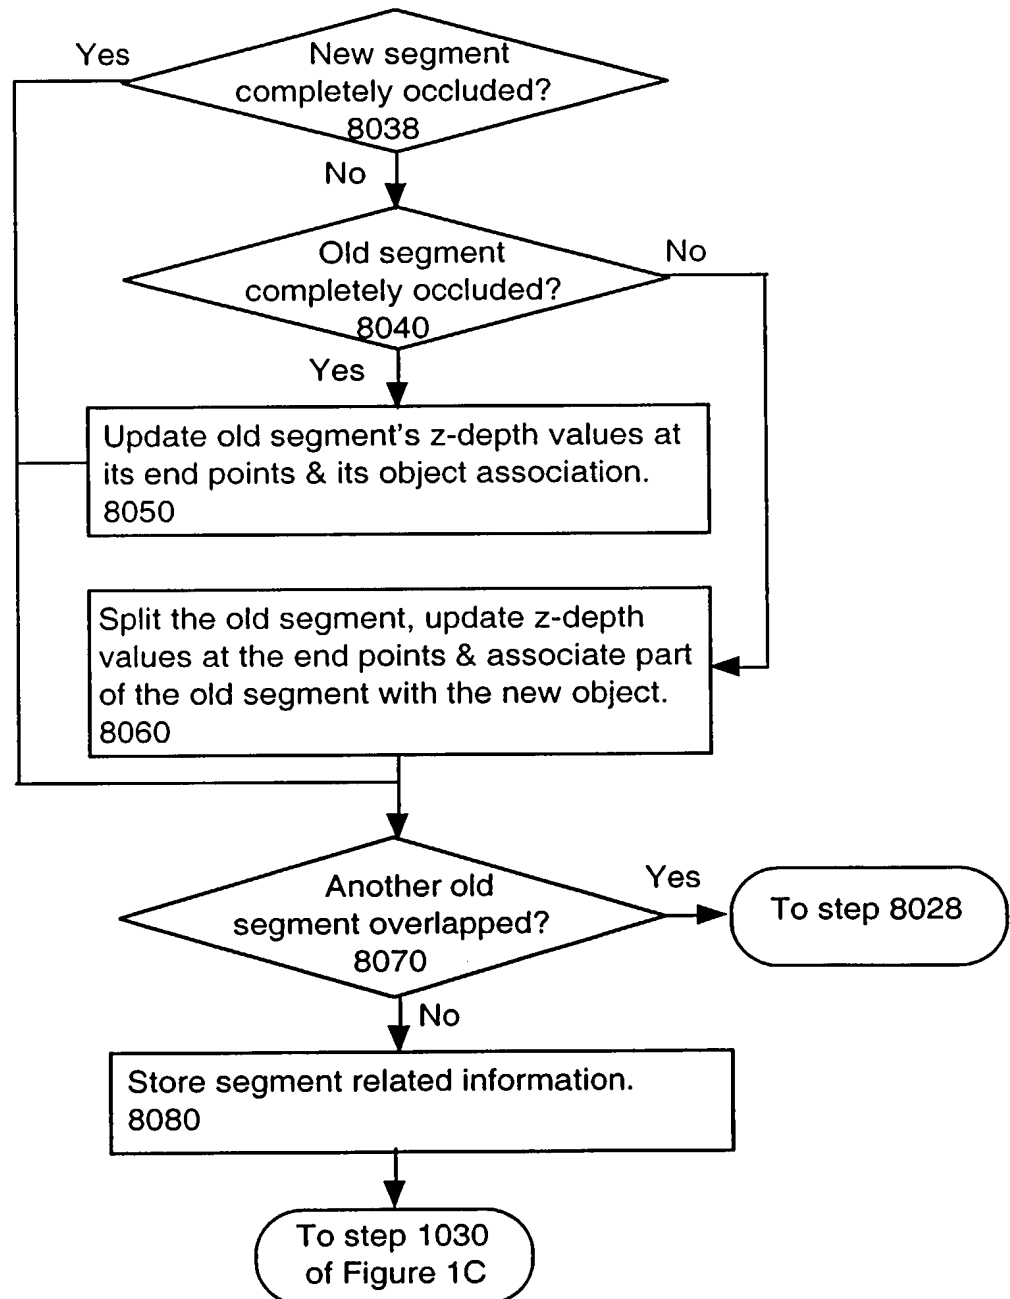 Yes
New segment
completely occluded?
8038
No
Old segment
completely occluded?
8040
No
Yes
Update old segment's z-depth values at
its end points & its object association.
8050
Split the old segment, update z-depth
values at the end points & associate part
of the old segment with the new object.
8060
Another old
segment overlapped?
8070
Yes
To step 8028
No
Store segment related information.
8080
To step 1030
of Figure 1C